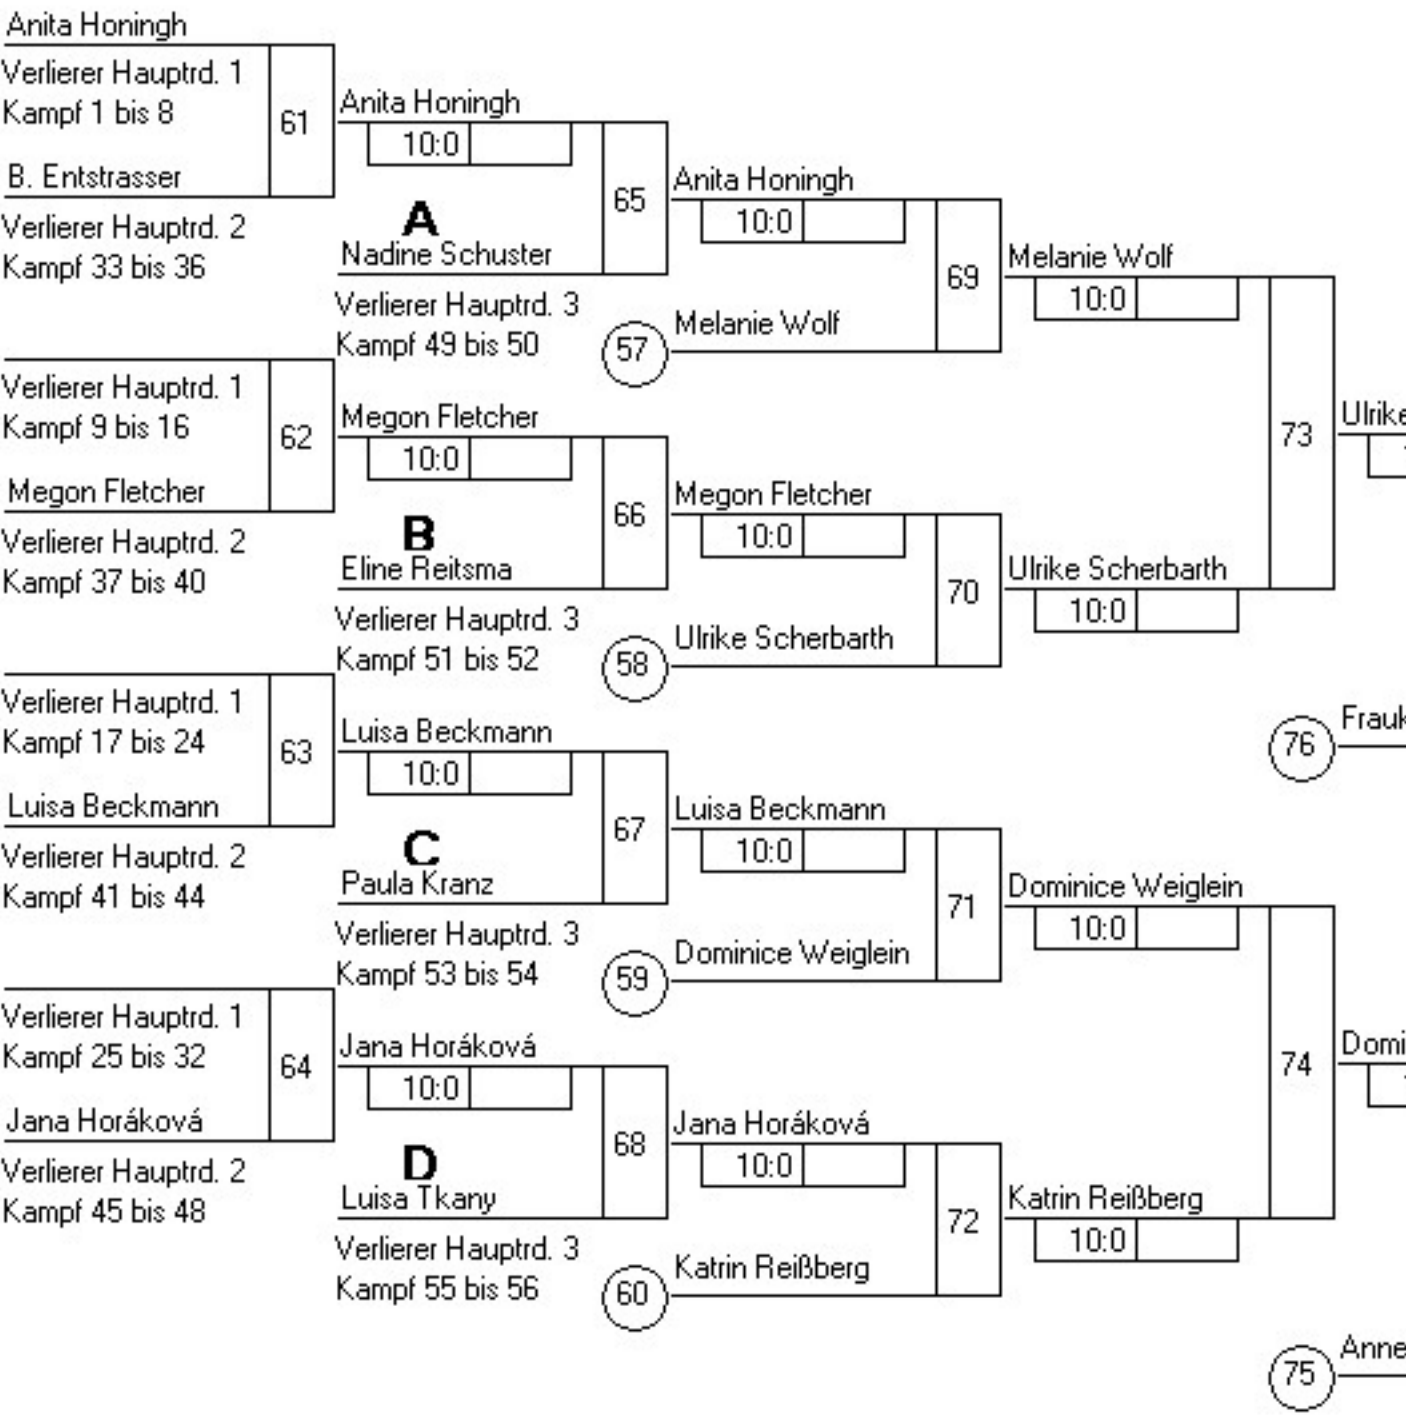 Anita Honingh
Verlierer Hauptrd. 1
Kampf 1 bis 8
61
B. Entstrasser
Verlierer Hauptrd. 2
Kampf 33 bis 36
Anita Honingh
10:0
A
65
Nadine Schuster
Verlierer Hauptrd. 3
Kampf 49 bis 50
Anita Honingh
10:0
69
57
Melanie Wolf
Melanie Wolf
10:0
Verlierer Hauptrd. 1
Kampf 9 bis 16
62
Megon Fletcher
Verlierer Hauptrd. 2
Kampf 37 bis 40
Megon Fletcher
10:0
B
66
Eline Reitsma
Verlierer Hauptrd. 3
Kampf 51 bis 52
Megon Fletcher
10:0
70
58
Ulrike Scherbarth
Ulrike Scherbarth
10:0
73
Ulrike
76
Verlierer Hauptrd. 1
Kampf 17 bis 24
63
Luisa Beckmann
Verlierer Hauptrd. 2
Kampf 41 bis 44
Luisa Beckmann
10:0
C
67
Paula Kranz
Verlierer Hauptrd. 3
Kampf 53 bis 54
Luisa Beckmann
10:0
71
59
Dominice Weiglein
Dominice Weiglein
10:0
Verlierer Hauptrd. 1
Kampf 25 bis 32
64
Jana Horáková
Verlierer Hauptrd. 2
Kampf 45 bis 48
Jana Horáková
10:0
D
68
Luisa Tkany
Verlierer Hauptrd. 3
Kampf 55 bis 56
Jana Horáková
10:0
72
60
Katrin Reißberg
Katrin Reißberg
10:0
74
Domi
75
Anne